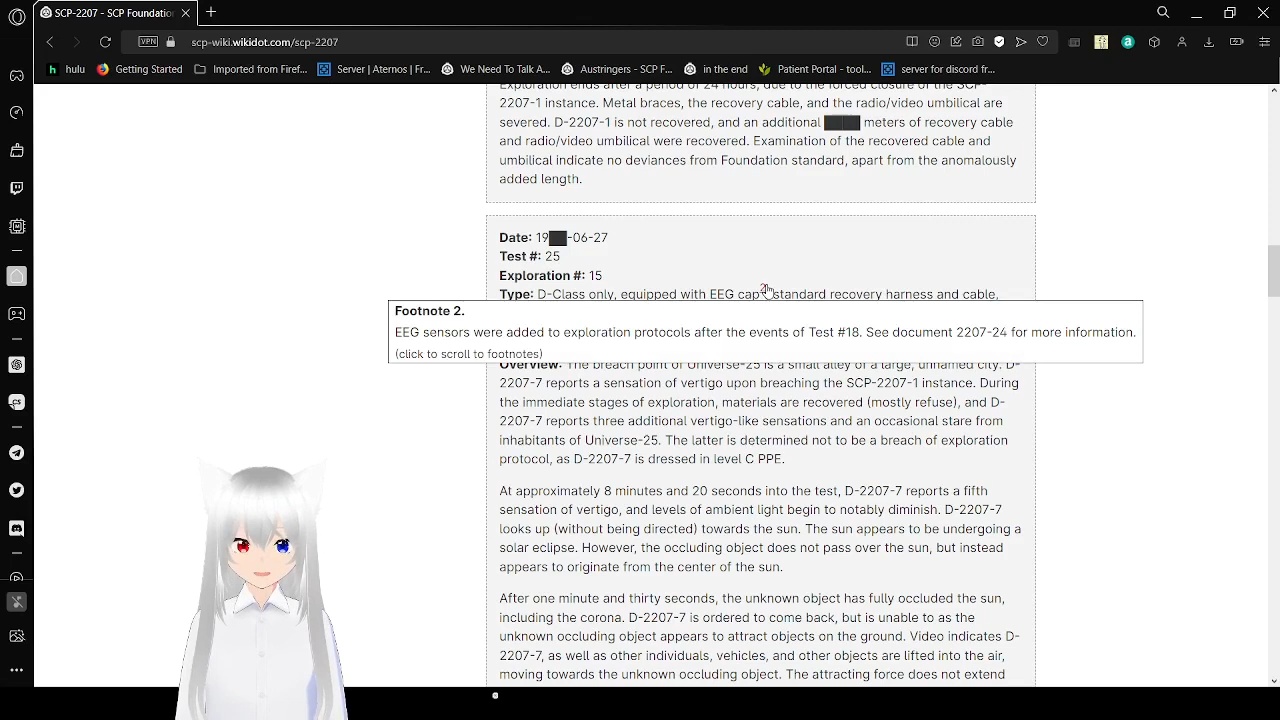 SCP-2207 - SCP Foundatio
VPN
scp-wiki.wikidot.com/scp-2207
hulu
Getting Started
Imported from Firef...
Server | Aternos | Fr...
We Need To Talk A...
Austringers - SCP F...
in the end
Patient Portal - tool...
server for discord fr...
Exploration ends after a period of 24 hours, due to the forced closure of the SCP-
2207-1 instance. Metal braces, the recovery cable, and the radio/video umbilical are
severed. D-2207-1 is not recovered, and an additional ████ meters of recovery cable
and radio/video umbilical were recovered. Examination of the recovered cable and
umbilical indicate no deviances from Foundation standard, apart from the anomalously
added length.
Date: 19██-06-27
Test #: 25
Exploration #: 15
Type: D-Class only, equipped with EEG cap, standard recovery harness and cable,
Footnote 2.
EEG sensors were added to exploration protocols after the events of Test #18. See document 2207-24 for more information.
(click to scroll to footnotes)
Overview: The breach point of Universe-25 is a small alley of a large, unnamed city. D-
2207-7 reports a sensation of vertigo upon breaching the SCP-2207-1 instance. During
the immediate stages of exploration, materials are recovered (mostly refuse), and D-
2207-7 reports three additional vertigo-like sensations and an occasional stare from
inhabitants of Universe-25. The latter is determined not to be a breach of exploration
protocol, as D-2207-7 is dressed in level C PPE.
At approximately 8 minutes and 20 seconds into the test, D-2207-7 reports a fifth
sensation of vertigo, and levels of ambient light begin to notably diminish. D-2207-7
looks up (without being directed) towards the sun. The sun appears to be undergoing a
solar eclipse. However, the occluding object does not pass over the sun, but instead
appears to originate from the center of the sun.
After one minute and thirty seconds, the unknown object has fully occluded the sun,
including the corona. D-2207-7 is ordered to come back, but is unable to as the
unknown occluding object appears to attract objects on the ground. Video indicates D-
2207-7, as well as other individuals, vehicles, and other objects are lifted into the air,
moving towards the unknown occluding object. The attracting force does not extend